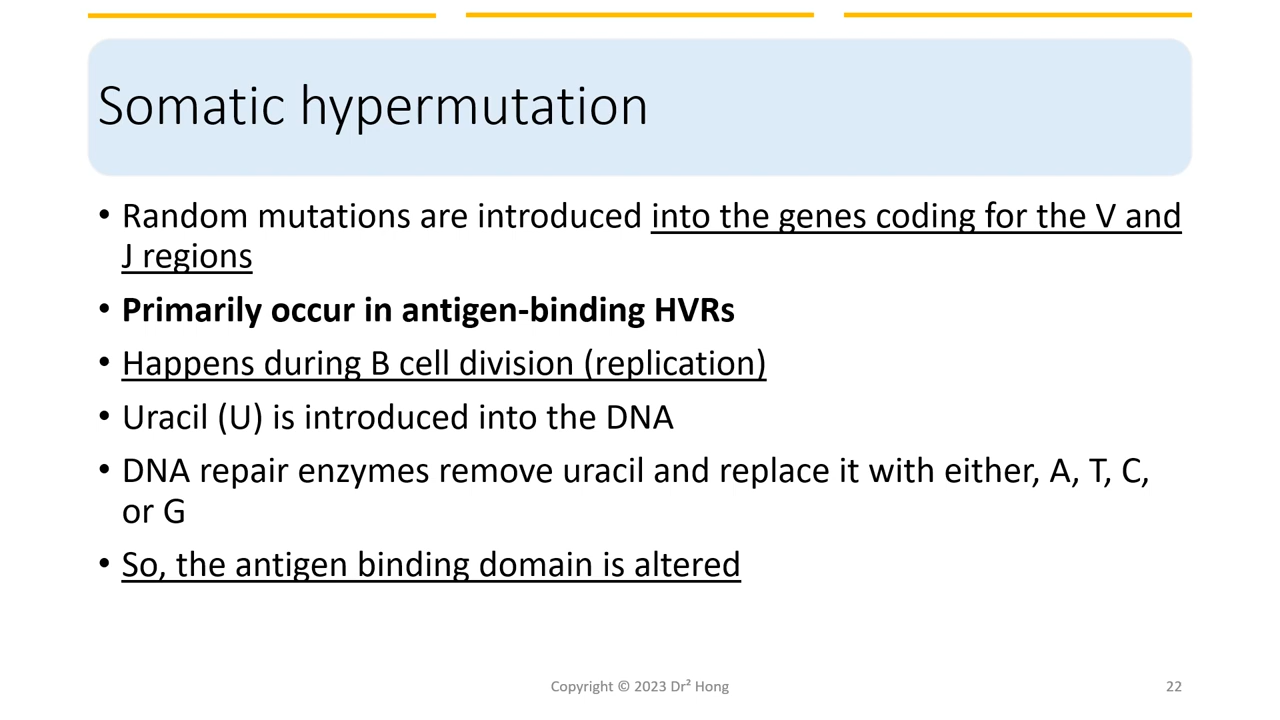 Somatic hypermutation
• Random mutations are introduced into the genes coding for the V and
J regions
• Primarily occur in antigen-binding HVRs
• Happens during B cell division (replication)
• Uracil (U) is introduced into the DNA
• DNA repair enzymes remove uracil and replace it with either, A, T, C,
or G
• So, the antigen binding domain is altered
Copyright © 2023 Dr² Hong
22